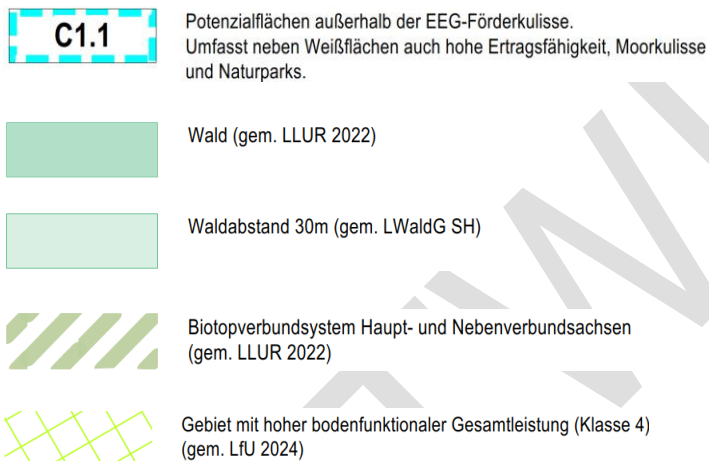 C1.1
Potenzialflächen außerhalb der EEG-Förderkulisse.
Umfasst neben Weißflächen auch hohe Ertragsfähigkeit, Moorkulisse
und Naturparks.
Wald (gem. LLUR 2022)
Waldabstand 30m (gem. LWaldG SH)
Biotopverbundsystem Haupt- und Nebenverbundsachsen
(gem. LLUR 2022)
Gebiet mit hoher bodenfunktionaler Gesamtleistung (Klasse 4)
(gem. LfU 2024)